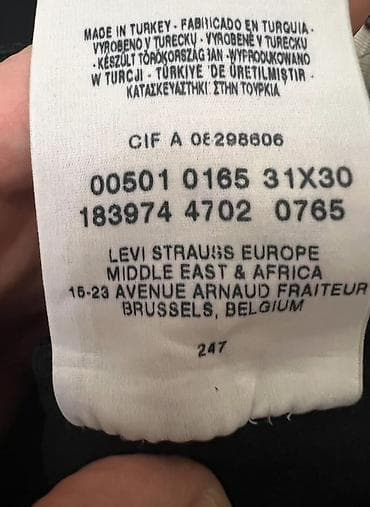 MADE IN TURKEY - FABRICADO EN TURQUIA -
VYROBENO V TURECKU - VYROBENÉ V TURECKU
- KÉSZÜLT TÖRÖKORSZÁGBAN - WYPRODUKOWANO
W TURCJI - TÜRKİYE'DE ÜRETİLMİŞTİR -
ΚΑΤΑΣΚΕΥΑΣΤΗΚΕ ΣΤΗΝ ΤΟΥΡΚΙΑ
CIF A 08298606
00501 0165 31X30
183974 4702 0765
LEVI STRAUSS EUROPE
MIDDLE EAST & AFRICA
15-23 AVENUE ARNAUD FRAITEUR
BRUSSELS, BELGIUM
247